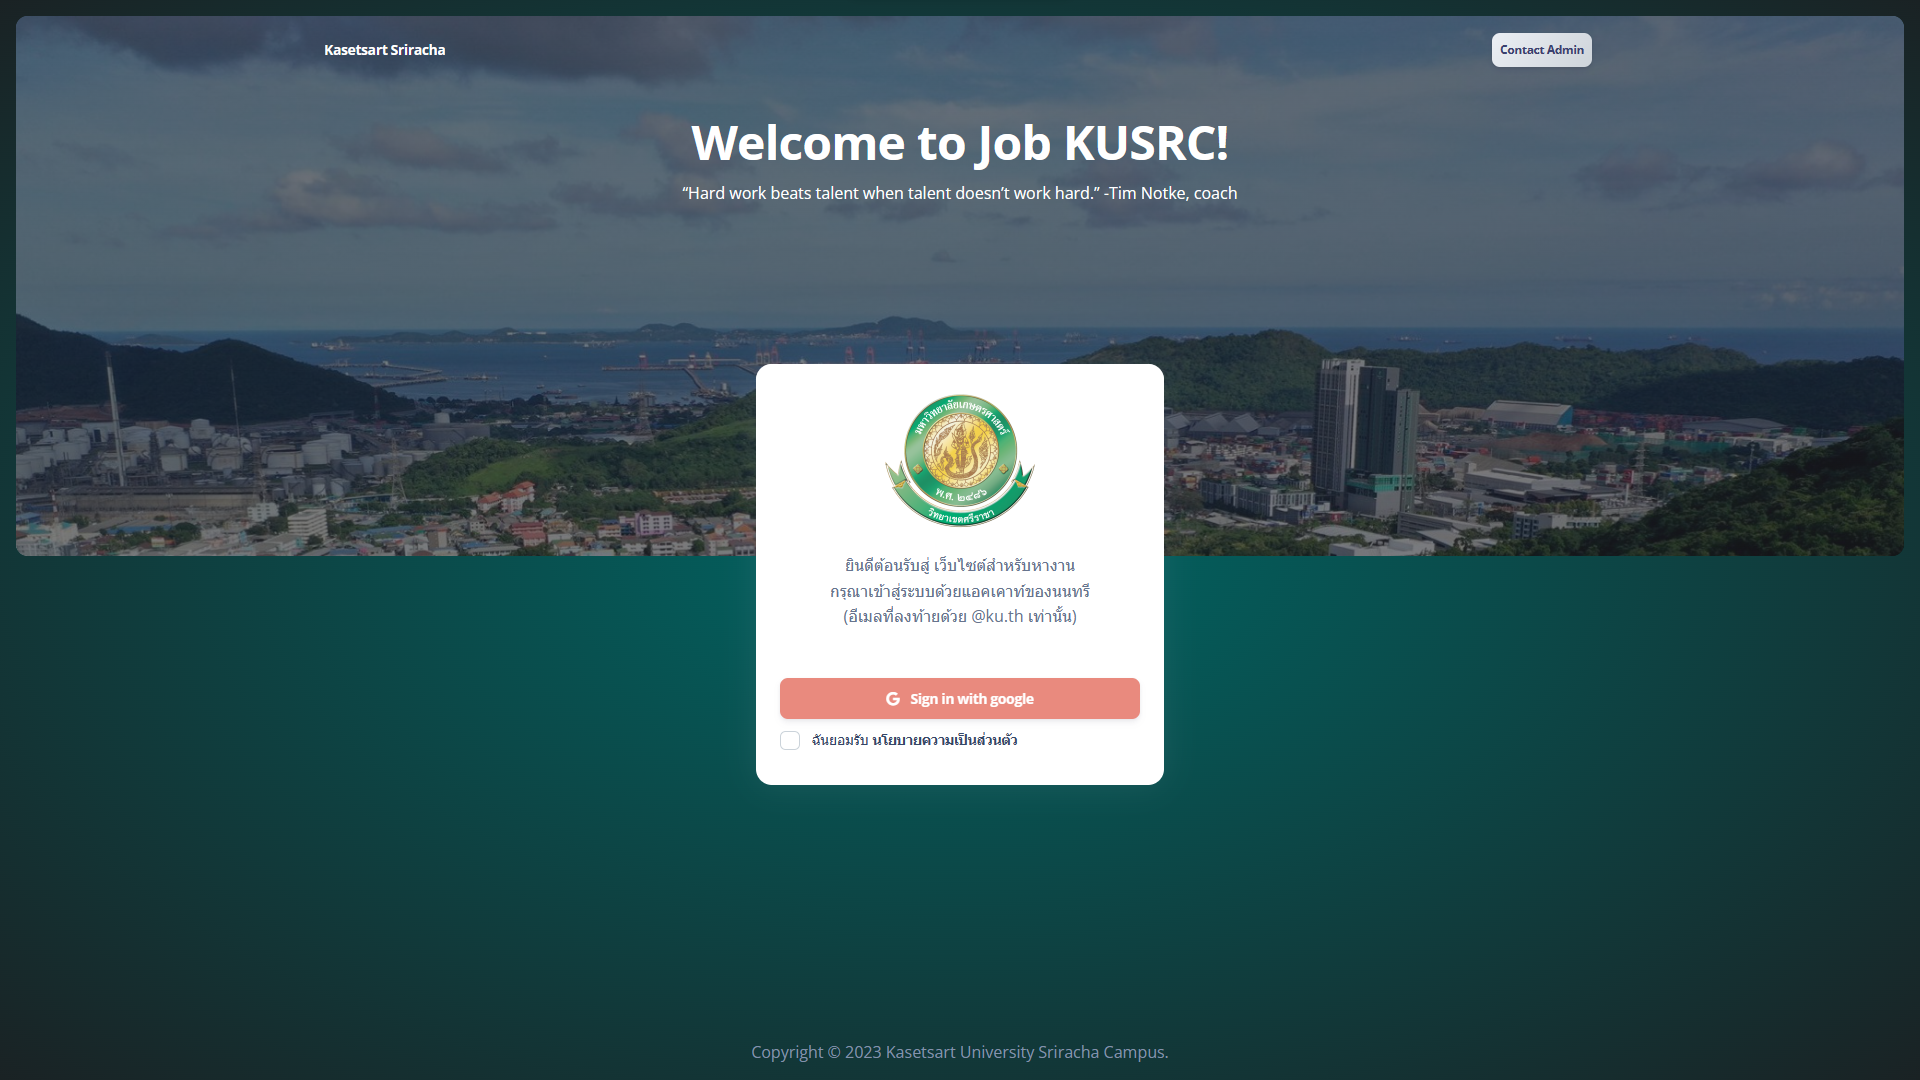 Kasetsart Sriracha
Contact Admin
Welcome to Job KUSRC!
“Hard work beats talent when talent doesn’t work hard.” -Tim Notke, coach
มหาวิทยาลัยเกษตรศาสตร์
พ.ศ. ๒๔๘๖
วิทยาเขตศรีราชา
ยินดีต้อนรับสู่ เว็บไซต์สำหรับหางาน
กรุณาเข้าสู่ระบบด้วยแอคเคาท์ของนนทรี
(อีเมลที่ลงท้ายด้วย @ku.th เท่านั้น)
Sign in with google
ฉันยอมรับ นโยบายความเป็นส่วนตัว
Copyright © 2023 Kasetsart University Sriracha Campus.